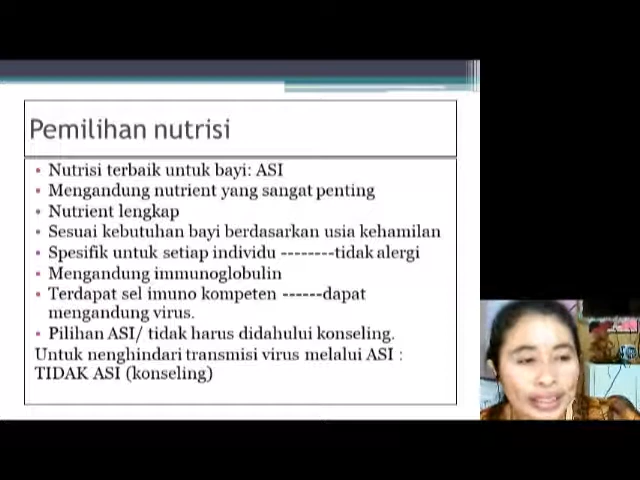 Pemilihan nutrisi
• Nutrisi terbaik untuk bayi: ASI
• Mengandung nutrient yang sangat penting
• Nutrient lengkap
• Sesuai kebutuhan bayi berdasarkan usia kehamilan
• Spesifik untuk setiap individu --------tidak alergi
• Mengandung immunoglobulin
• Terdapat sel imuno kompeten ------dapat
mengandung virus.
• Pilihan ASI/ tidak harus didahului konseling.
Untuk nenghindari transmisi virus melalui ASI :
TIDAK ASI (konseling)